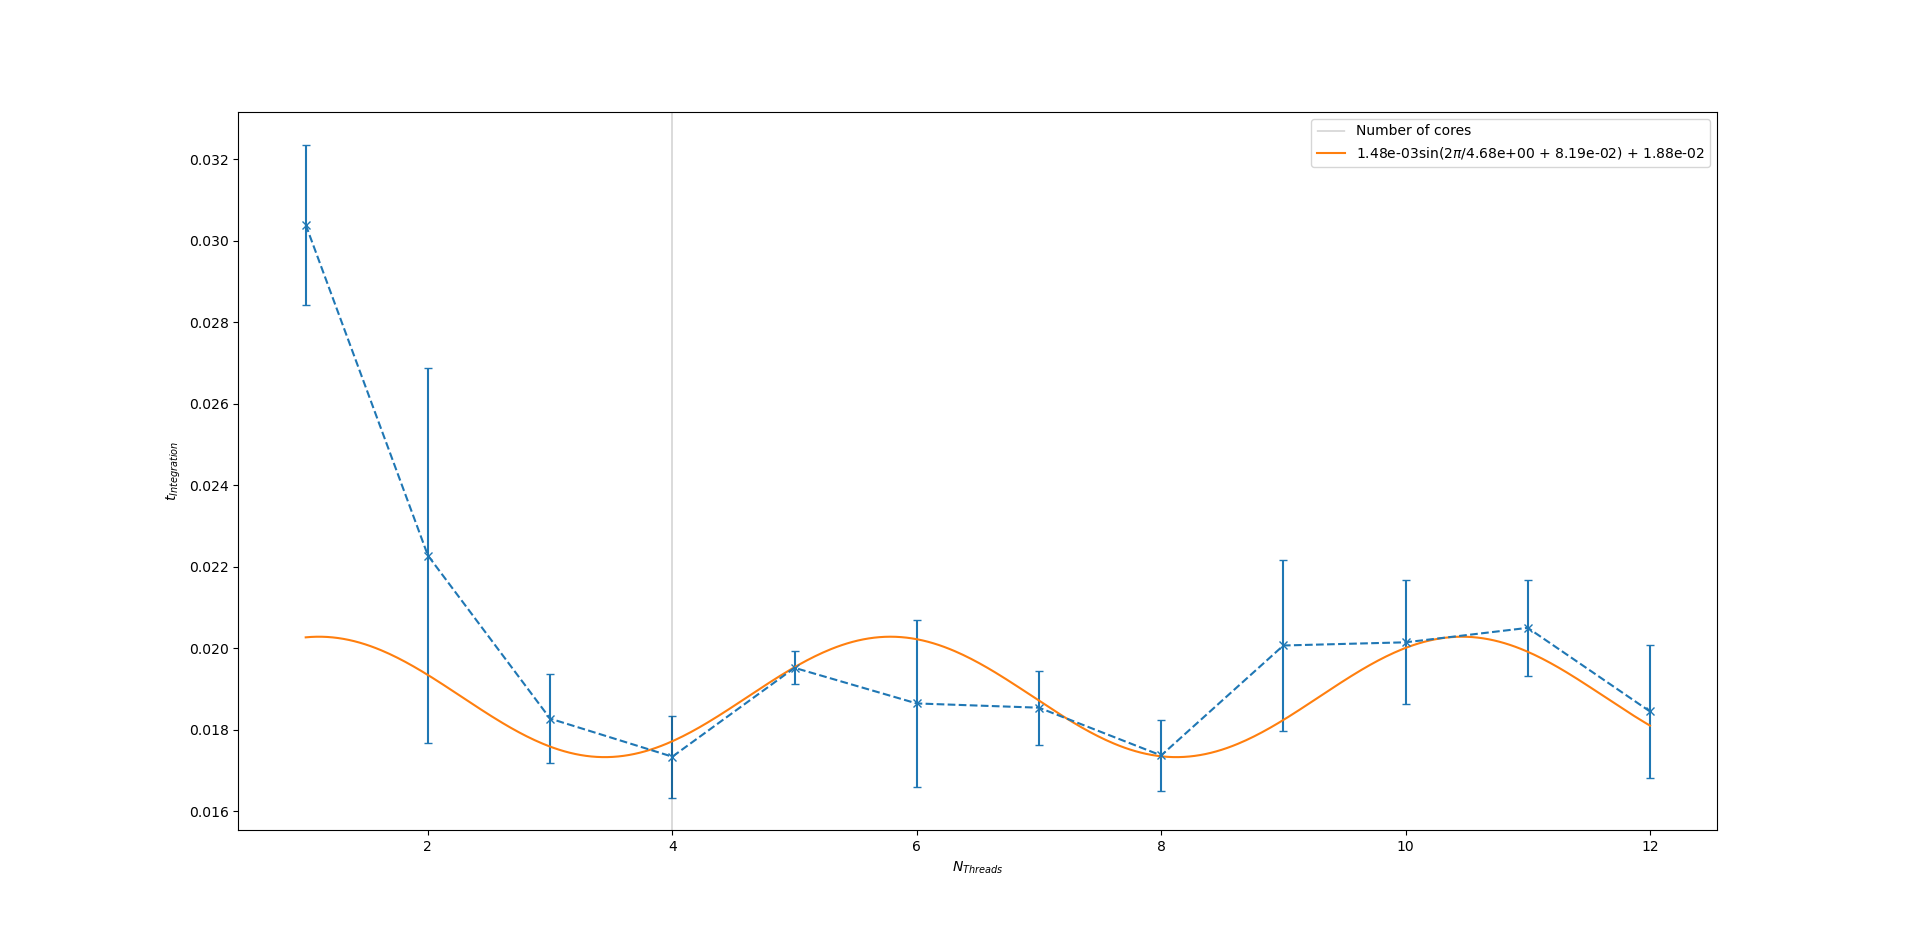 Number of cores
1.48e-03sin(2π/4.68e+00 + 8.19e-02) + 1.88e-02
0.032
0.030
0.028
0.026
0.024
0.022
0.020
0.018
0.016
t_Integration
2 4 6 8 10 12
N_Threads